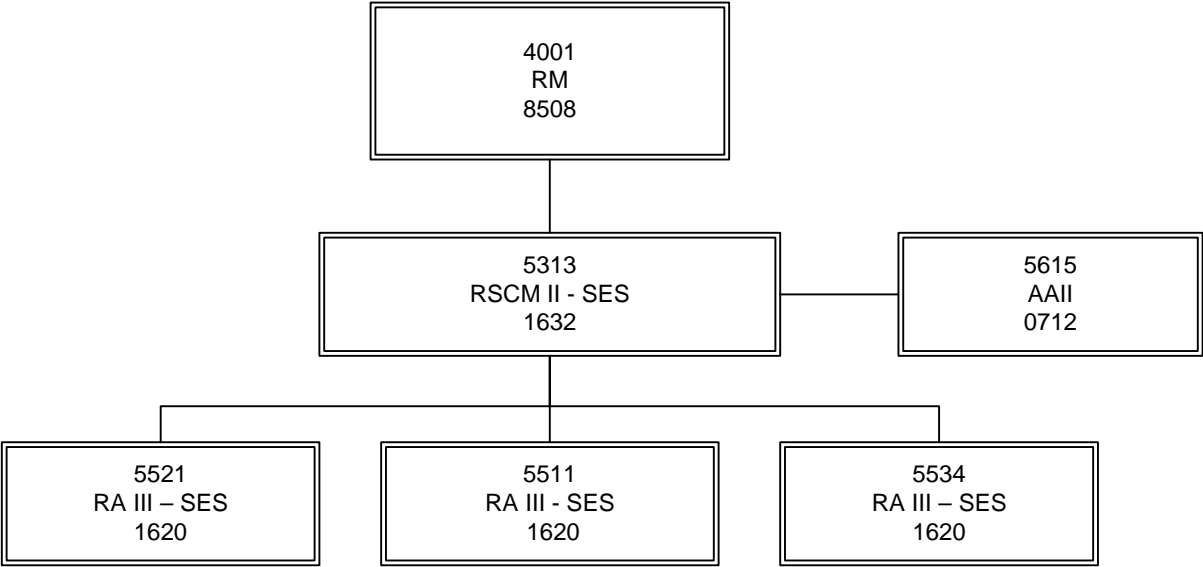 4001
RM
8508
5313
RSCM II - SES
1632
5615
AAII
0712
5521
RA III – SES
1620
5511
RA III - SES
1620
5534
RA III – SES
1620